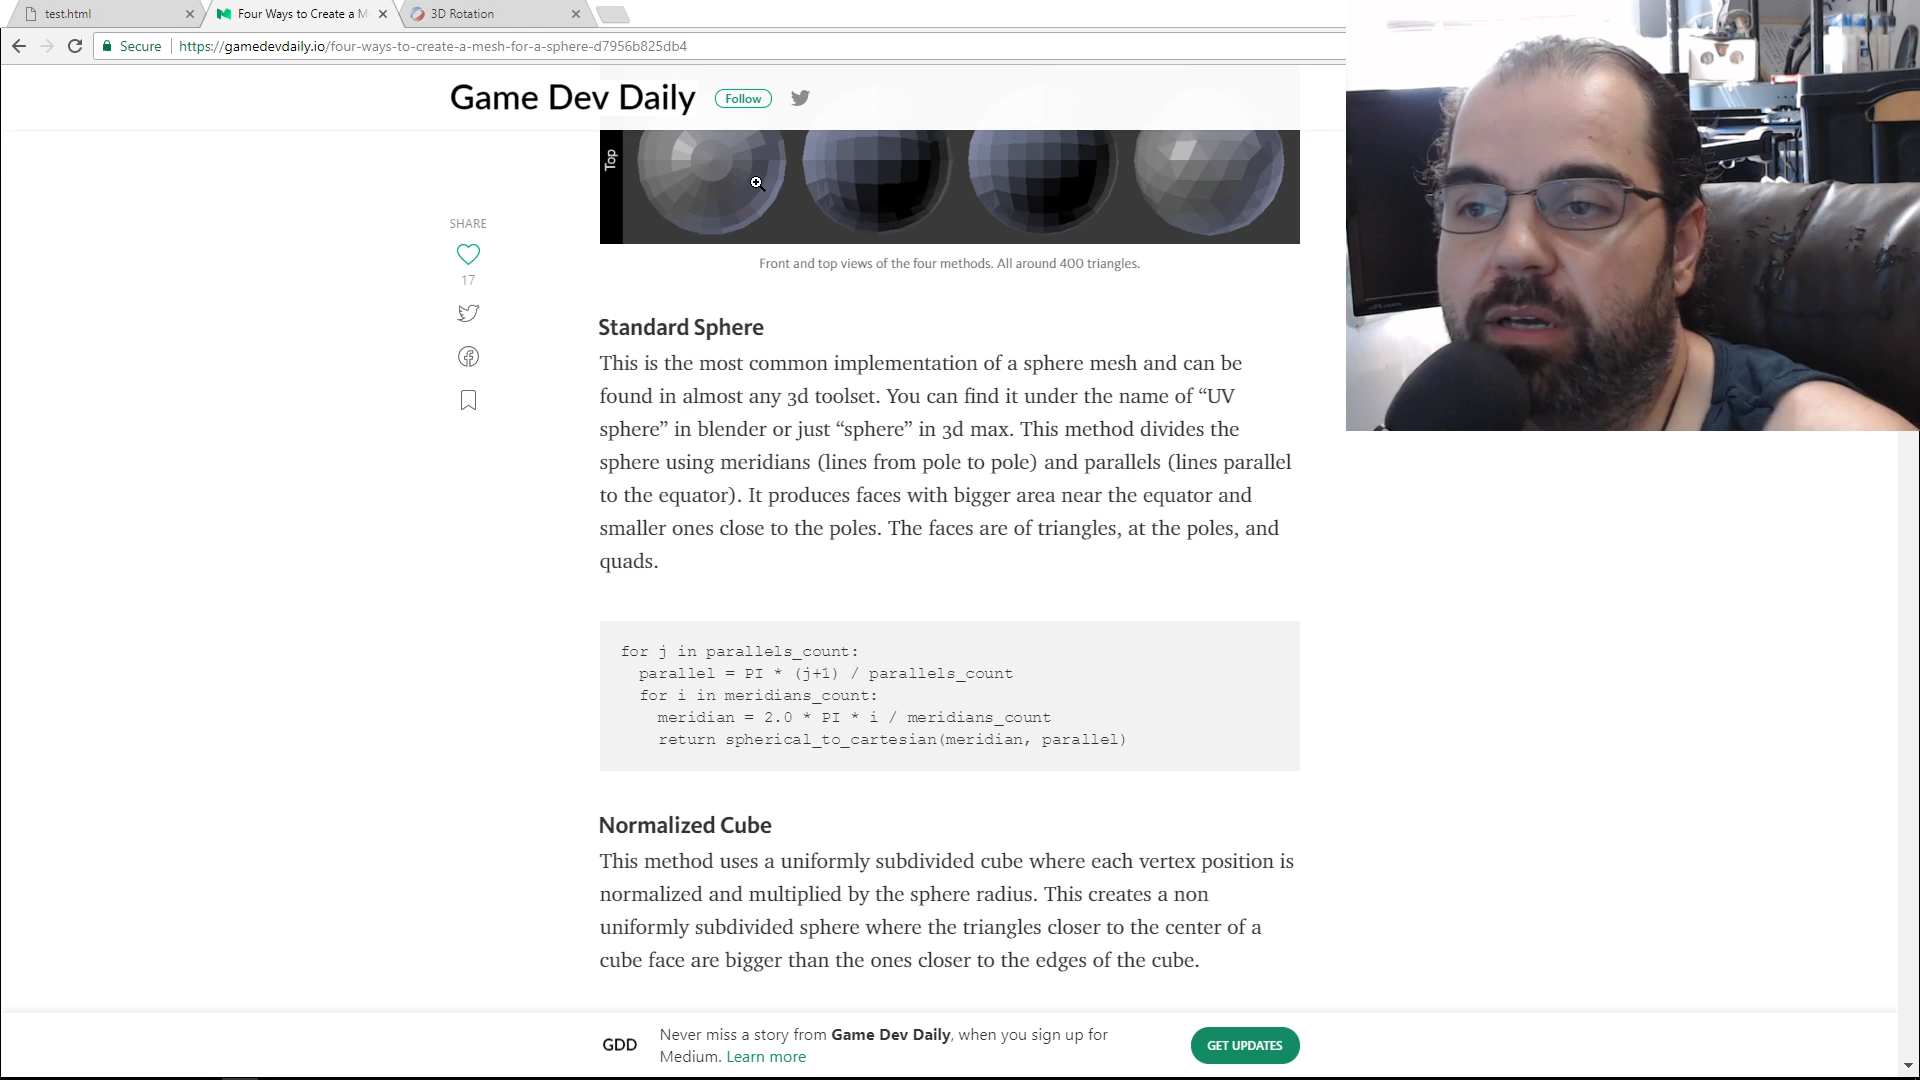 test.html
Four Ways to Create a M
3D Rotation
Secure
https://gamedevdaily.io/four-ways-to-create-a-mesh-for-a-sphere-d7956b825db4
Game Dev Daily
Follow
Top
SHARE
17
Front and top views of the four methods. All around 400 triangles.
Standard Sphere
This is the most common implementation of a sphere mesh and can be
found in almost any 3d toolset. You can find it under the name of “UV
sphere” in blender or just “sphere” in 3d max. This method divides the
sphere using meridians (lines from pole to pole) and parallels (lines parallel
to the equator). It produces faces with bigger area near the equator and
smaller ones close to the poles. The faces are of triangles, at the poles, and
quads.
for j in parallels_count:
parallel = PI * (j+1) / parallels_count
for i in meridians_count:
meridian = 2.0 * PI * i / meridians_count
return spherical_to_cartesian(meridian, parallel)
Normalized Cube
This method uses a uniformly subdivided cube where each vertex position is
normalized and multiplied by the sphere radius. This creates a non
uniformly subdivided sphere where the triangles closer to the center of a
cube face are bigger than the ones closer to the edges of the cube.
GDD
Never miss a story from Game Dev Daily, when you sign up for
Medium. Learn more
GET UPDATES